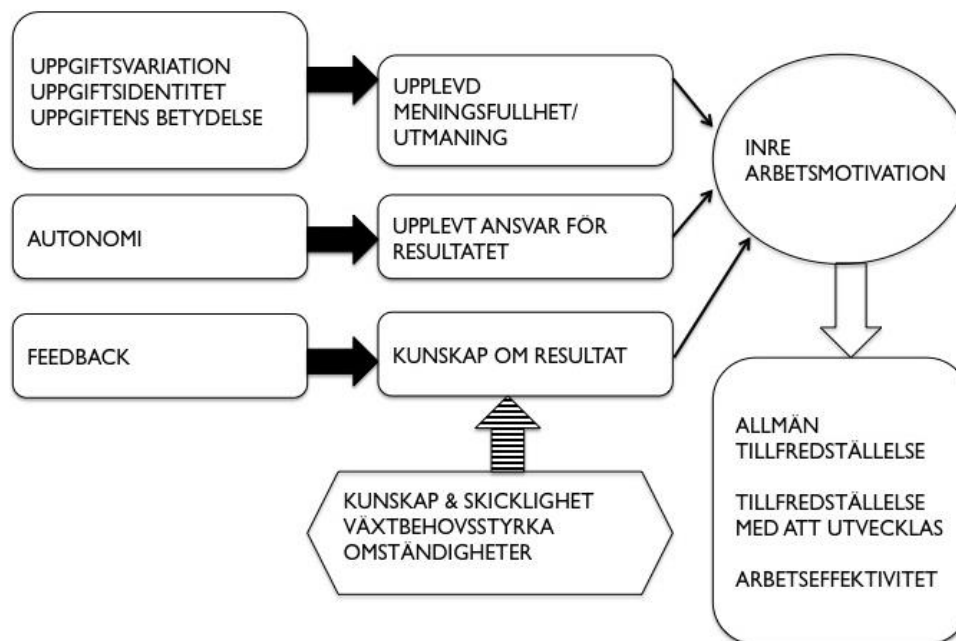 UPPGIFTSVARIATION
UPPGIFTSIDENTITET
UPPGIFTENS BETYDELSE
UPPLEVD
MENINGSFULLHET/
UTMANING
INRE
ARBETSMOTIVATION
AUTONOMI
UPPLEVT ANSVAR FÖR
RESULTATET
FEEDBACK
KUNSKAP OM RESULTAT
KUNSKAP & SKICKLIGHET
VÄXTBEHOVSSTYRKA
OMSTÄNDIGHETER
ALLMÄN
TILLFREDSTÄLLELSE
TILLFREDSTÄLLELSE
MED ATT UTVECKLAS
ARBETSEFFEKTIVITET